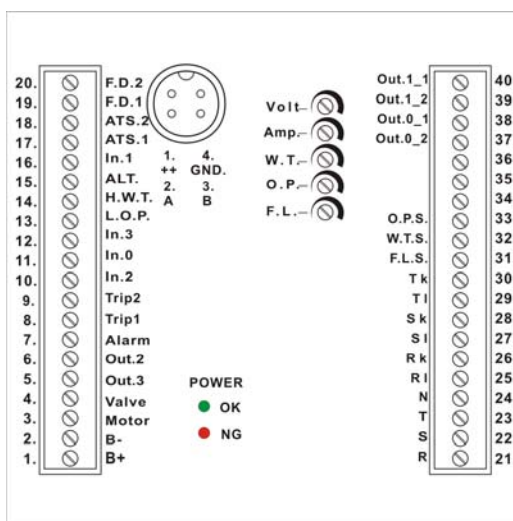 20. F.D.2
19. F.D.1
18. ATS.2
17. ATS.1
16. In.1
15. ALT.
14. H.W.T.
13. L.O.P.
12. In.3
11. In.0
10. In.2
9. Trip2
8. Trip1
7. Alarm
6. Out.2
5. Out.3
4. Valve
3. Motor
2. B-
1. B+
1. 4.
++ GND.
2. 3.
A B
Volt
Amp.
W.T.
O.P.
F.L.
POWER
OK
NG
Out.1_1 40
Out.1_2 39
Out.0_1 38
Out.0_2 37
36
35
34
O.P.S. 33
W.T.S. 32
F.L.S. 31
Tk 30
Tl 29
Sk 28
Sl 27
Rk 26
Rl 25
N 24
T 23
S 22
R 21